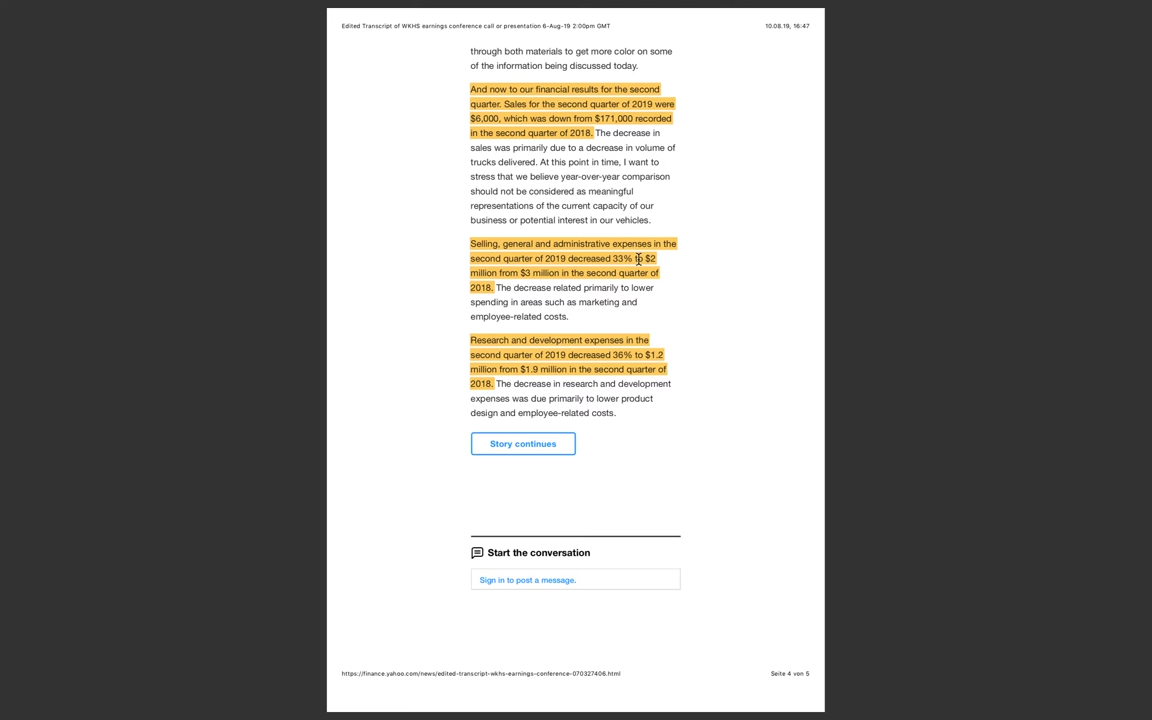 Edited Transcript of WKHS earnings conference call or presentation 6-Aug-19 2:00pm GMT
10.08.19, 16:47
through both materials to get more color on some
of the information being discussed today.
And now to our financial results for the second
quarter. Sales for the second quarter of 2019 were
$6,000, which was down from $171,000 recorded
in the second quarter of 2018. The decrease in
sales was primarily due to a decrease in volume of
trucks delivered. At this point in time, I want to
stress that we believe year-over-year comparison
should not be considered as meaningful
representations of the current capacity of our
business or potential interest in our vehicles.
Selling, general and administrative expenses in the
second quarter of 2019 decreased 33% to $2
million from $3 million in the second quarter of
2018. The decrease related primarily to lower
spending in areas such as marketing and
employee-related costs.
Research and development expenses in the
second quarter of 2019 decreased 36% to $1.2
million from $1.9 million in the second quarter of
2018. The decrease in research and development
expenses was due primarily to lower product
design and employee-related costs.
Story continues
Start the conversation
Sign in to post a message.
https://finance.yahoo.com/news/edited-transcript-wkhs-earnings-conference-070327406.html
Seite 4 von 5